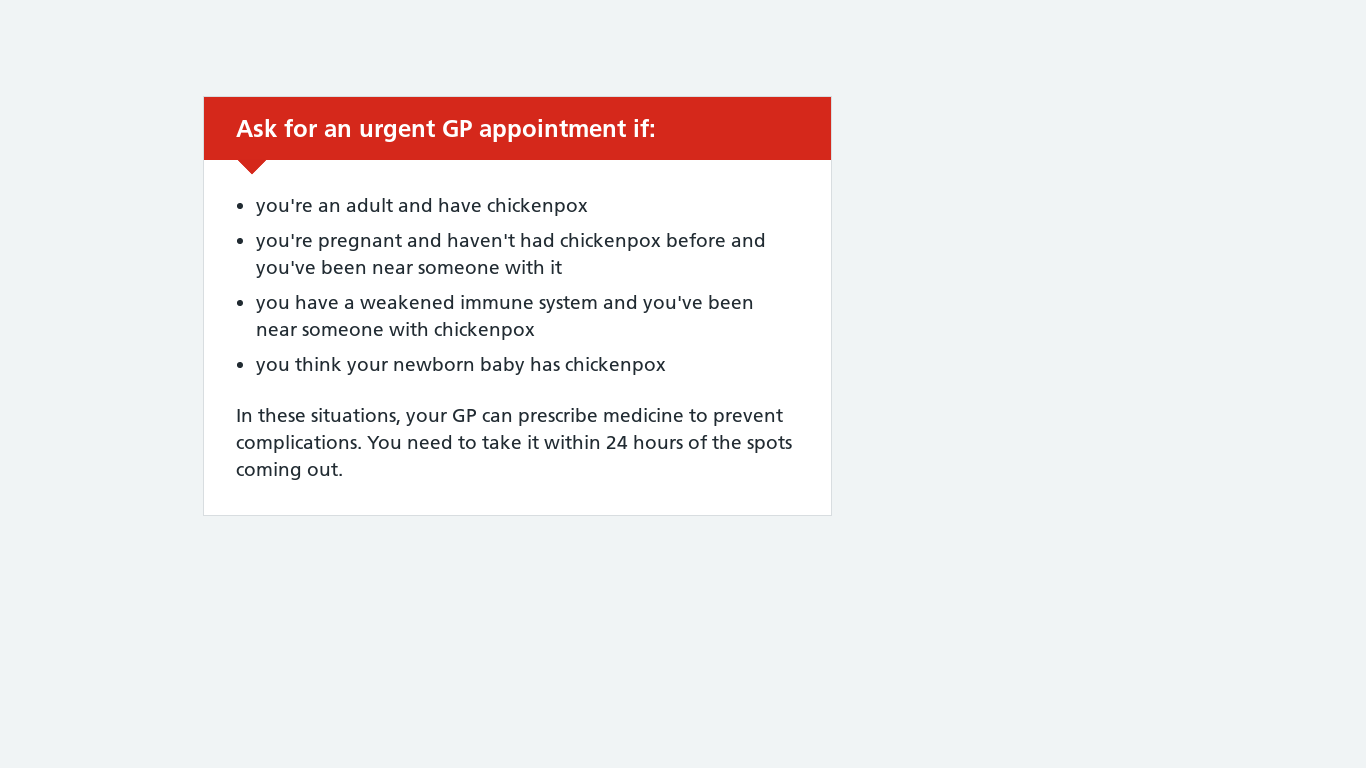 Ask for an urgent GP appointment if:
• you're an adult and have chickenpox
• you're pregnant and haven't had chickenpox before and
you've been near someone with it
• you have a weakened immune system and you've been
near someone with chickenpox
• you think your newborn baby has chickenpox
In these situations, your GP can prescribe medicine to prevent
complications. You need to take it within 24 hours of the spots
coming out.